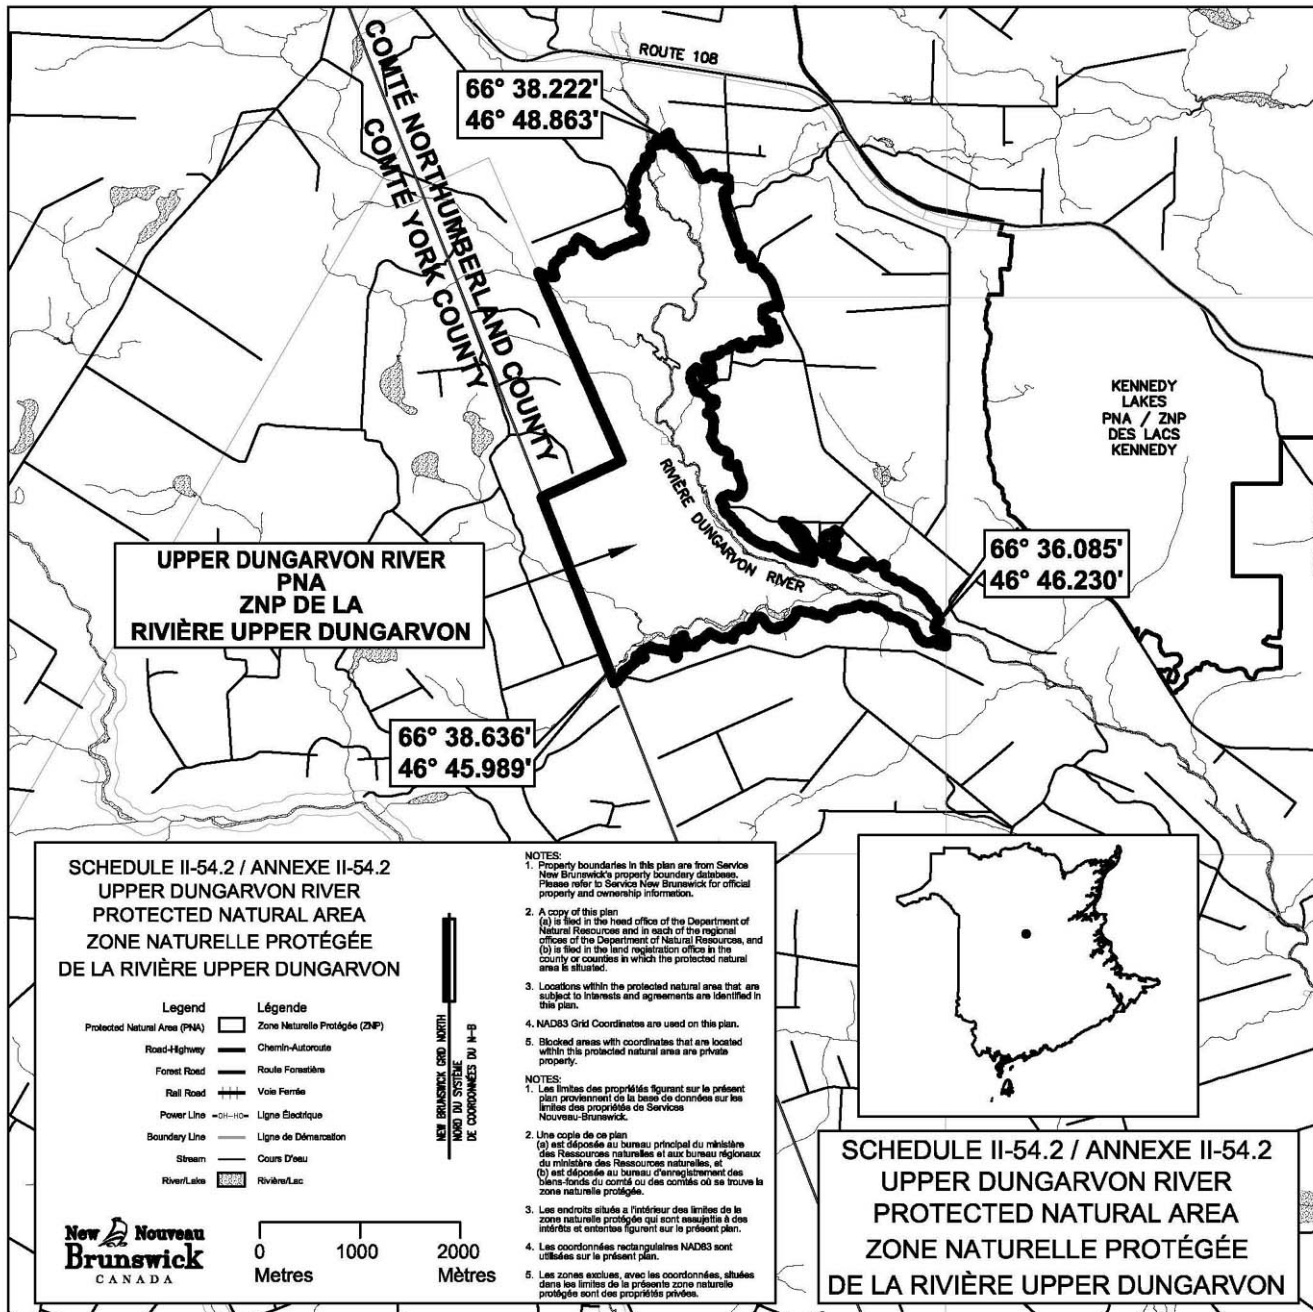 ROUTE 108
COMTÉ NORTHUMBERLAND COUNTY
COMTÉ YORK COUNTY
66° 38.222'
46° 48.863'
KENNEDY
LAKES
PNA / ZNP
DES LACS
KENNEDY
RIVIÈRE DUNGARVON RIVER
UPPER DUNGARVON RIVER
PNA
ZNP DE LA
RIVIÈRE UPPER DUNGARVON
66° 36.085'
46° 46.230'
66° 38.636'
46° 45.989'
SCHEDULE II-54.2 / ANNEXE II-54.2
UPPER DUNGARVON RIVER
PROTECTED NATURAL AREA
ZONE NATURELLE PROTÉGÉE
DE LA RIVIÈRE UPPER DUNGARVON
Legend Légende
Protected Natural Area (PNA) Zone Naturelle Protégée (ZNP)
Road-Highway Chemin-Autoroute
Forest Road Route Forestière
Rail Road Voie Ferrée
Power Line -OH-HO- Ligne Électrique
Boundary Line Ligne de Démarcation
Stream Cours D'eau
River/Lake Rivière/Lac
NEW BRUNSWICK GRID NORTH
NORD DU SYSTÈME
DE COORDONNÉES DU N-B
New Nouveau
Brunswick
CANADA
0 1000 2000
Metres Mètres
NOTES:
1. Property boundaries in this plan are from Service
New Brunswick's property boundary database.
Please refer to Service New Brunswick for official
property and ownership information.
2. A copy of this plan
(a) is filed in the head office of the Department of
Natural Resources and in each of the regional
offices of the Department of Natural Resources, and
(b) is filed in the land registration office in the
county or counties in which the protected natural
area is situated.
3. Locations within the protected natural area that are
subject to interests and agreements are identified in
this plan.
4. NAD83 Grid Coordinates are used on this plan.
5. Blocked areas with coordinates that are located
within this protected natural area are private
property.
NOTES:
1. Les limites des propriétés figurant sur le présent
plan proviennent de la base de données sur les
limites des propriétés de Services
Nouveau-Brunswick.
2. Une copie de ce plan
(a) est déposée au bureau principal du ministère
des Ressources naturelles et aux bureau régionaux
du ministère des Ressources naturelles, et
(b) est déposée au bureau d'enregistrement des
biens-fonds du comté ou des comtés où se trouve la
zone naturelle protégée.
3. Les endroits situés a l'intérieur des limites de la
zone naturelle protégée qui sont assujettis à des
intérêts et ententes figurent sur le présent plan.
4. Les coordonnées rectangulaires NAD83 sont
utilisées sur le présent plan.
5. Les zones exclues, avec les coordonnées, situées
dans les limites de la présente zone naturelle
protégée sont des propriétés privées.
SCHEDULE II-54.2 / ANNEXE II-54.2
UPPER DUNGARVON RIVER
PROTECTED NATURAL AREA
ZONE NATURELLE PROTÉGÉE
DE LA RIVIÈRE UPPER DUNGARVON